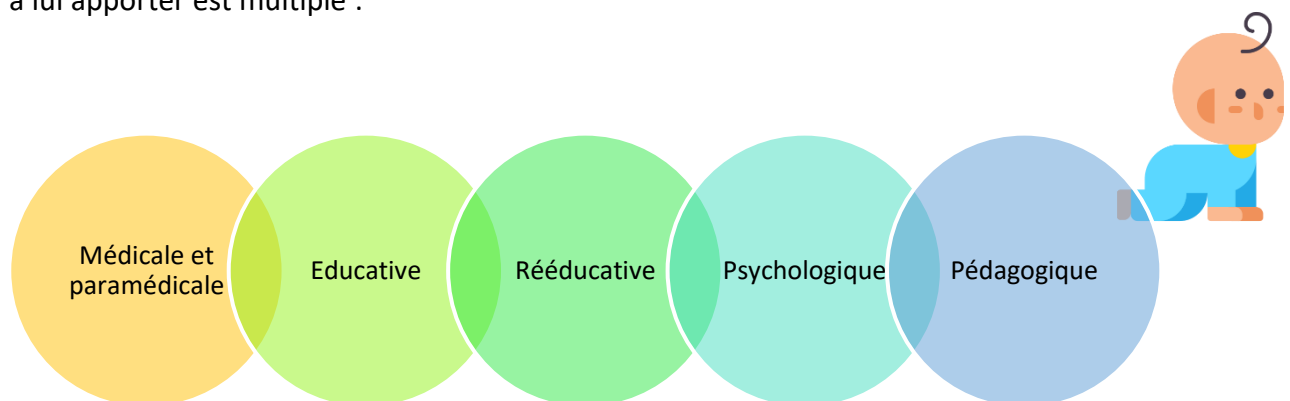 à lui apporter est multiple :
Médicale et
paramédicale
Educative
Rééducative
Psychologique
Pédagogique